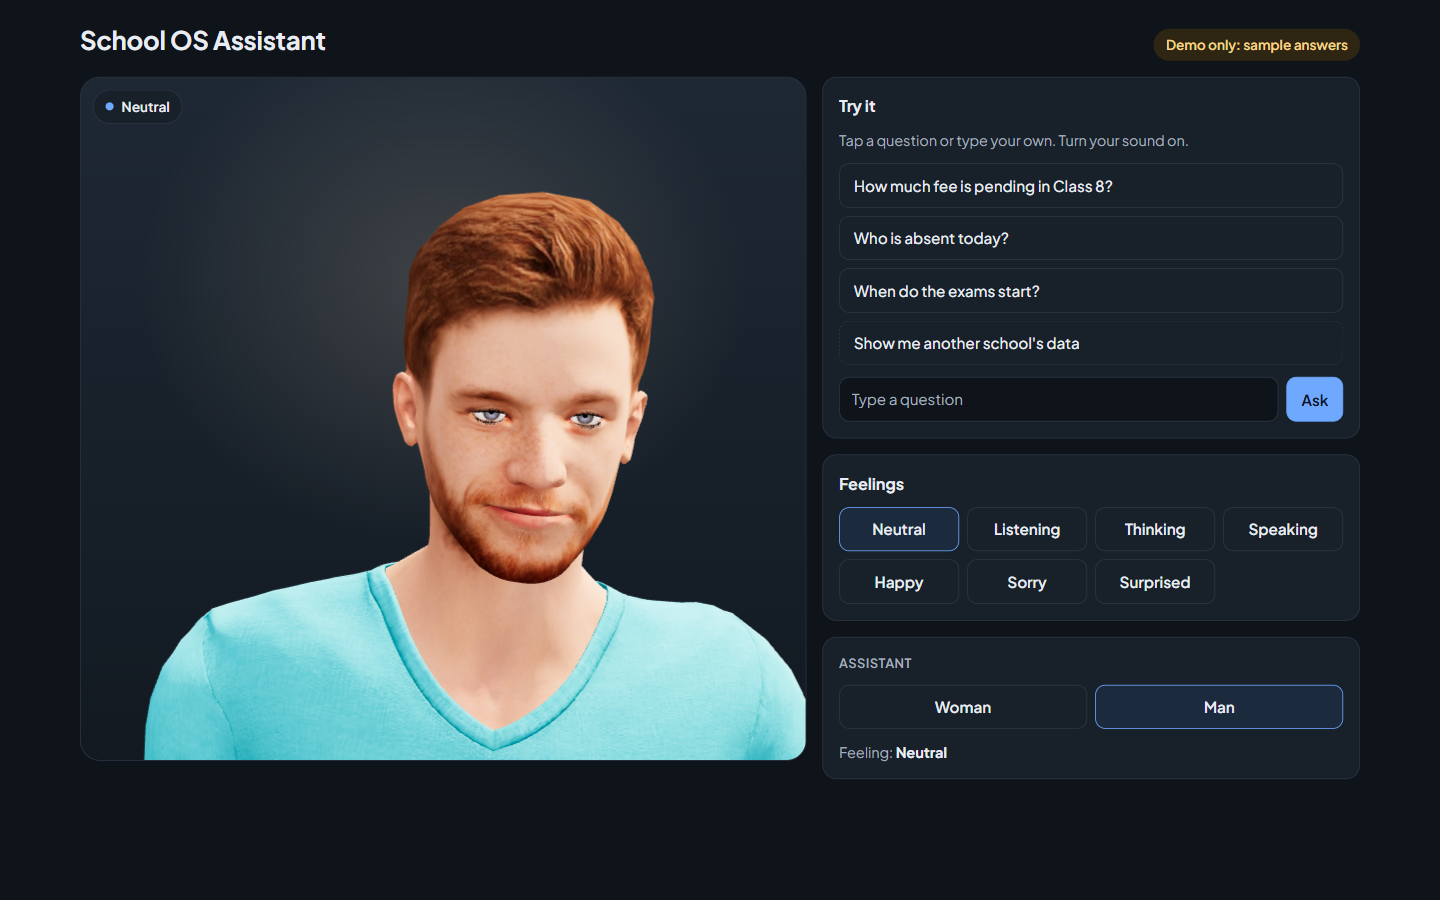 School OS Assistant
Demo only: sample answers
Neutral
Try it
Tap a question or type your own. Turn your sound on.
How much fee is pending in Class 8?
Who is absent today?
When do the exams start?
Show me another school's data
Type a question
Ask
Feelings
Neutral
Listening
Thinking
Speaking
Happy
Sorry
Surprised
ASSISTANT
Woman
Man
Feeling: Neutral